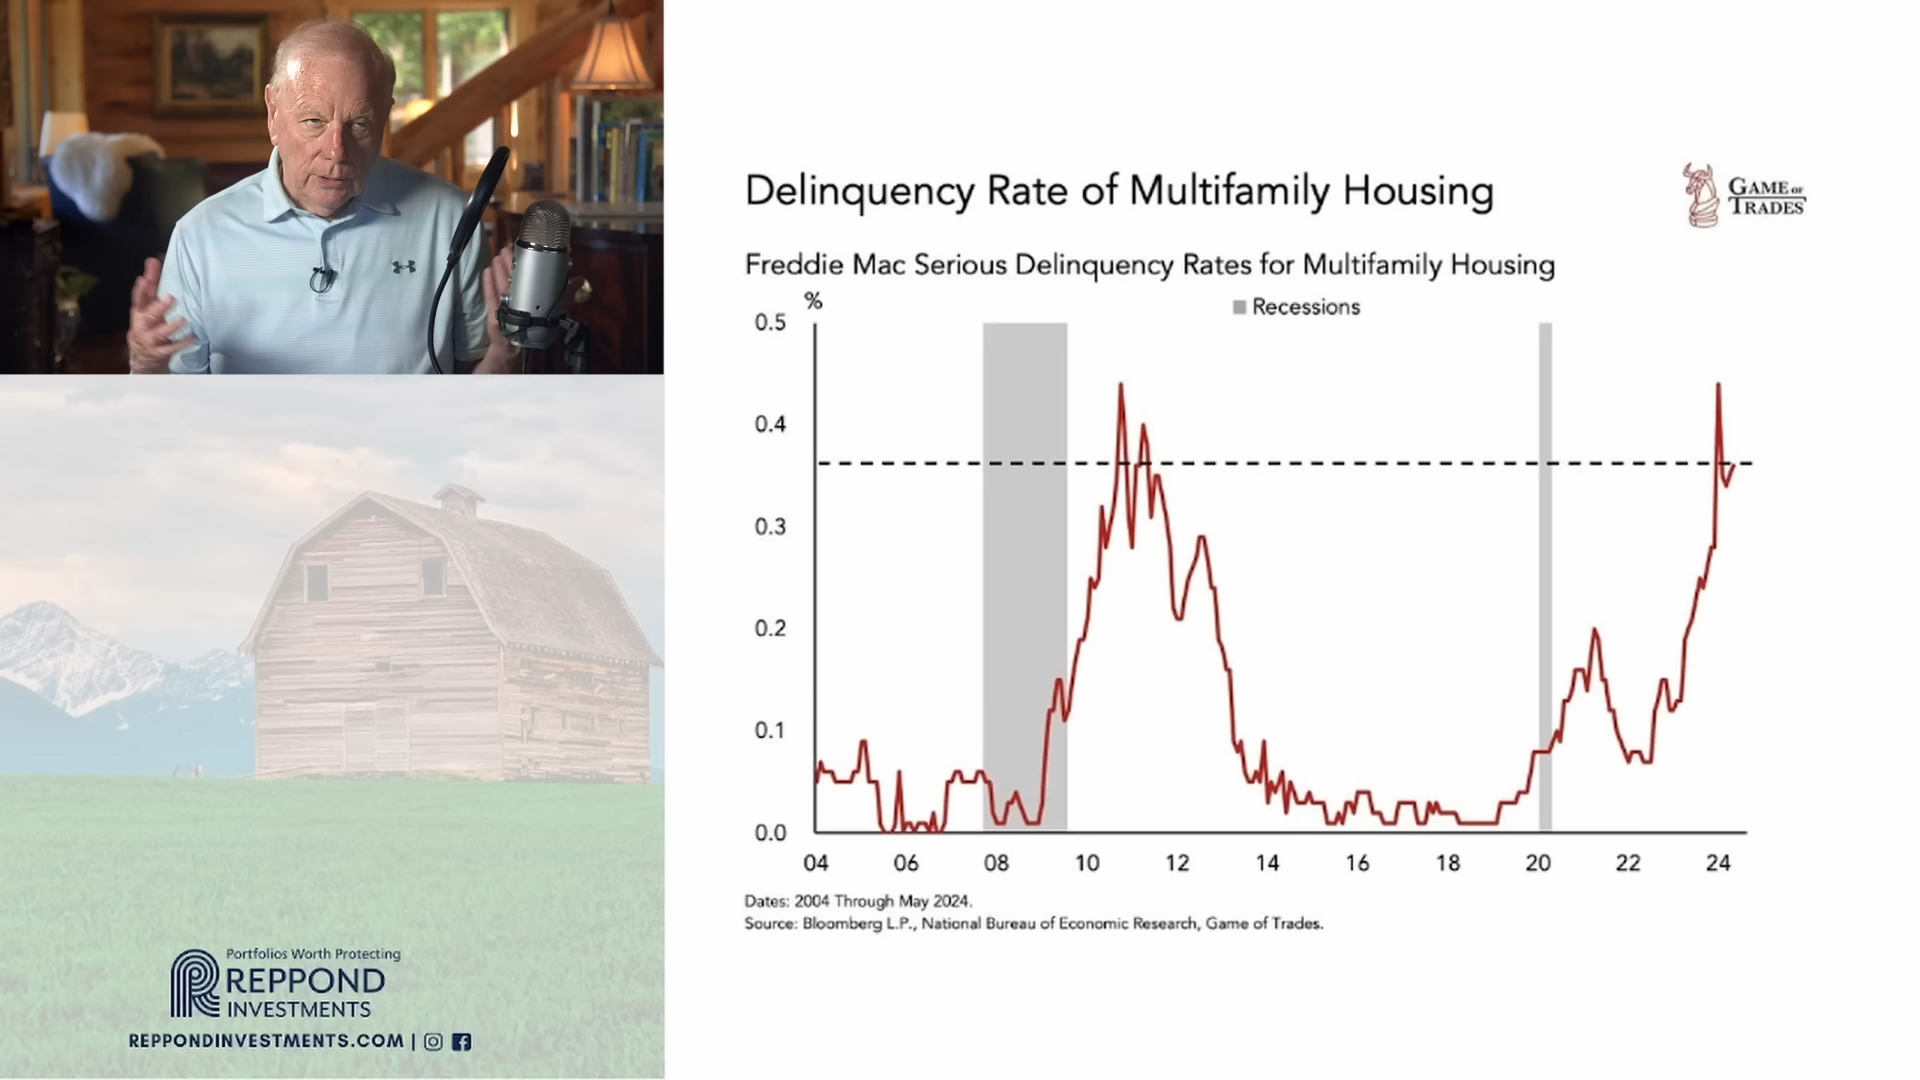 Delinquency Rate of Multifamily Housing
GAME OF
TRADES
Freddie Mac Serious Delinquency Rates for Multifamily Housing
%
Recessions
0.5
0.4
0.3
0.2
0.1
0.0
04 06 08 10 12 14 16 18 20 22 24
Dates: 2004 Through May 2024.
Source: Bloomberg L.P., National Bureau of Economic Research, Game of Trades.
Portfolios Worth Protecting
REPPOND
INVESTMENTS
REPPONDINVESTMENTS.COM |